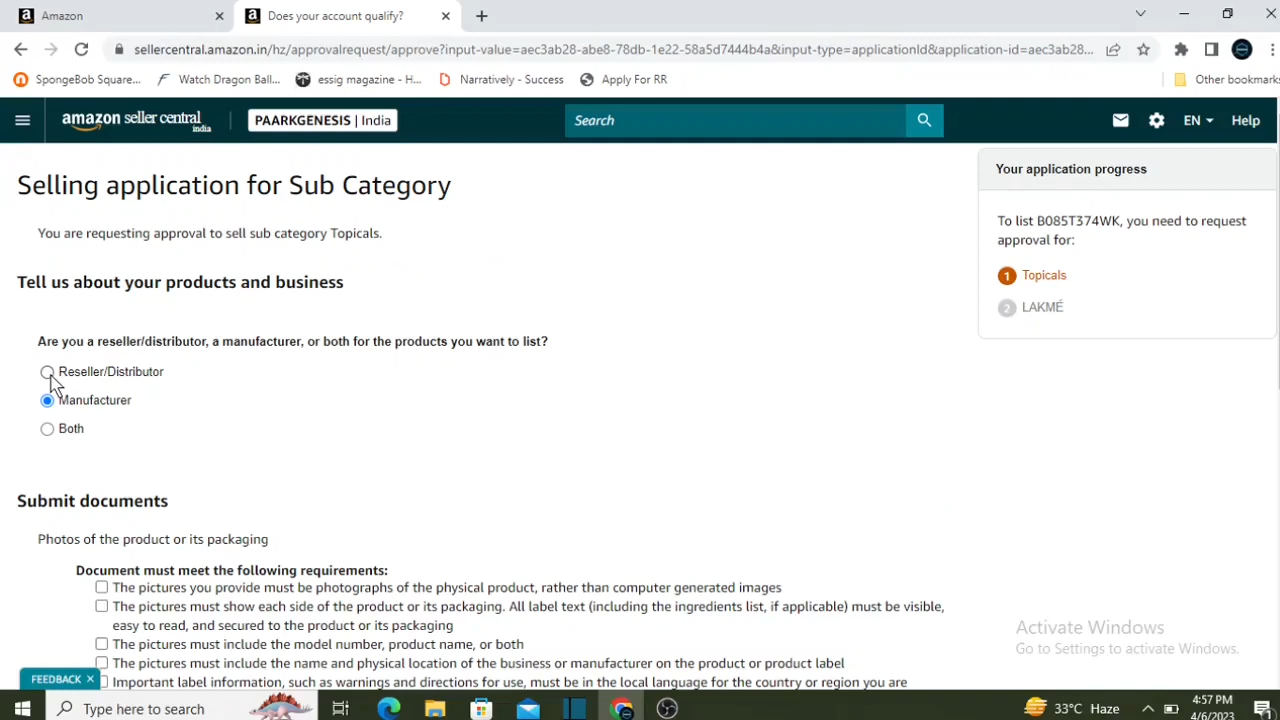 Amazon
Does your account qualify?
sellercentral.amazon.in/hz/approvalrequest/approve?input-value=aec3ab28-abe8-78db-1e22-58a5d7444b4a&input-type=applicationId&application-id=aec3ab28...
SpongeBob Square...
Watch Dragon Ball...
essig magazine - H...
Narratively - Success
Apply For RR
Other bookmarks
amazon seller central
india
PAARKGENESIS | India
Search
EN
Help
Selling application for Sub Category
You are requesting approval to sell sub category Topicals.
Tell us about your products and business
Are you a reseller/distributor, a manufacturer, or both for the products you want to list?
Reseller/Distributor
Manufacturer
Both
Submit documents
Photos of the product or its packaging
Document must meet the following requirements:
The pictures you provide must be photographs of the physical product, rather than computer generated images
The pictures must show each side of the product or its packaging. All label text (including the ingredients list, if applicable) must be visible,
easy to read, and secured to the product or its packaging
The pictures must include the model number, product name, or both
The pictures must include the name and physical location of the business or manufacturer on the product or product label
Important label information, such as warnings and directions for use, must be in the local language for the country or region you are
Your application progress
To list B085T374WK, you need to request
approval for:
1 Topicals
2 LAKMÉ
Activate Windows
Go to Settings to activate Windows.
FEEDBACK
Type here to search
33°C Haze
4:57 PM
4/6/2023